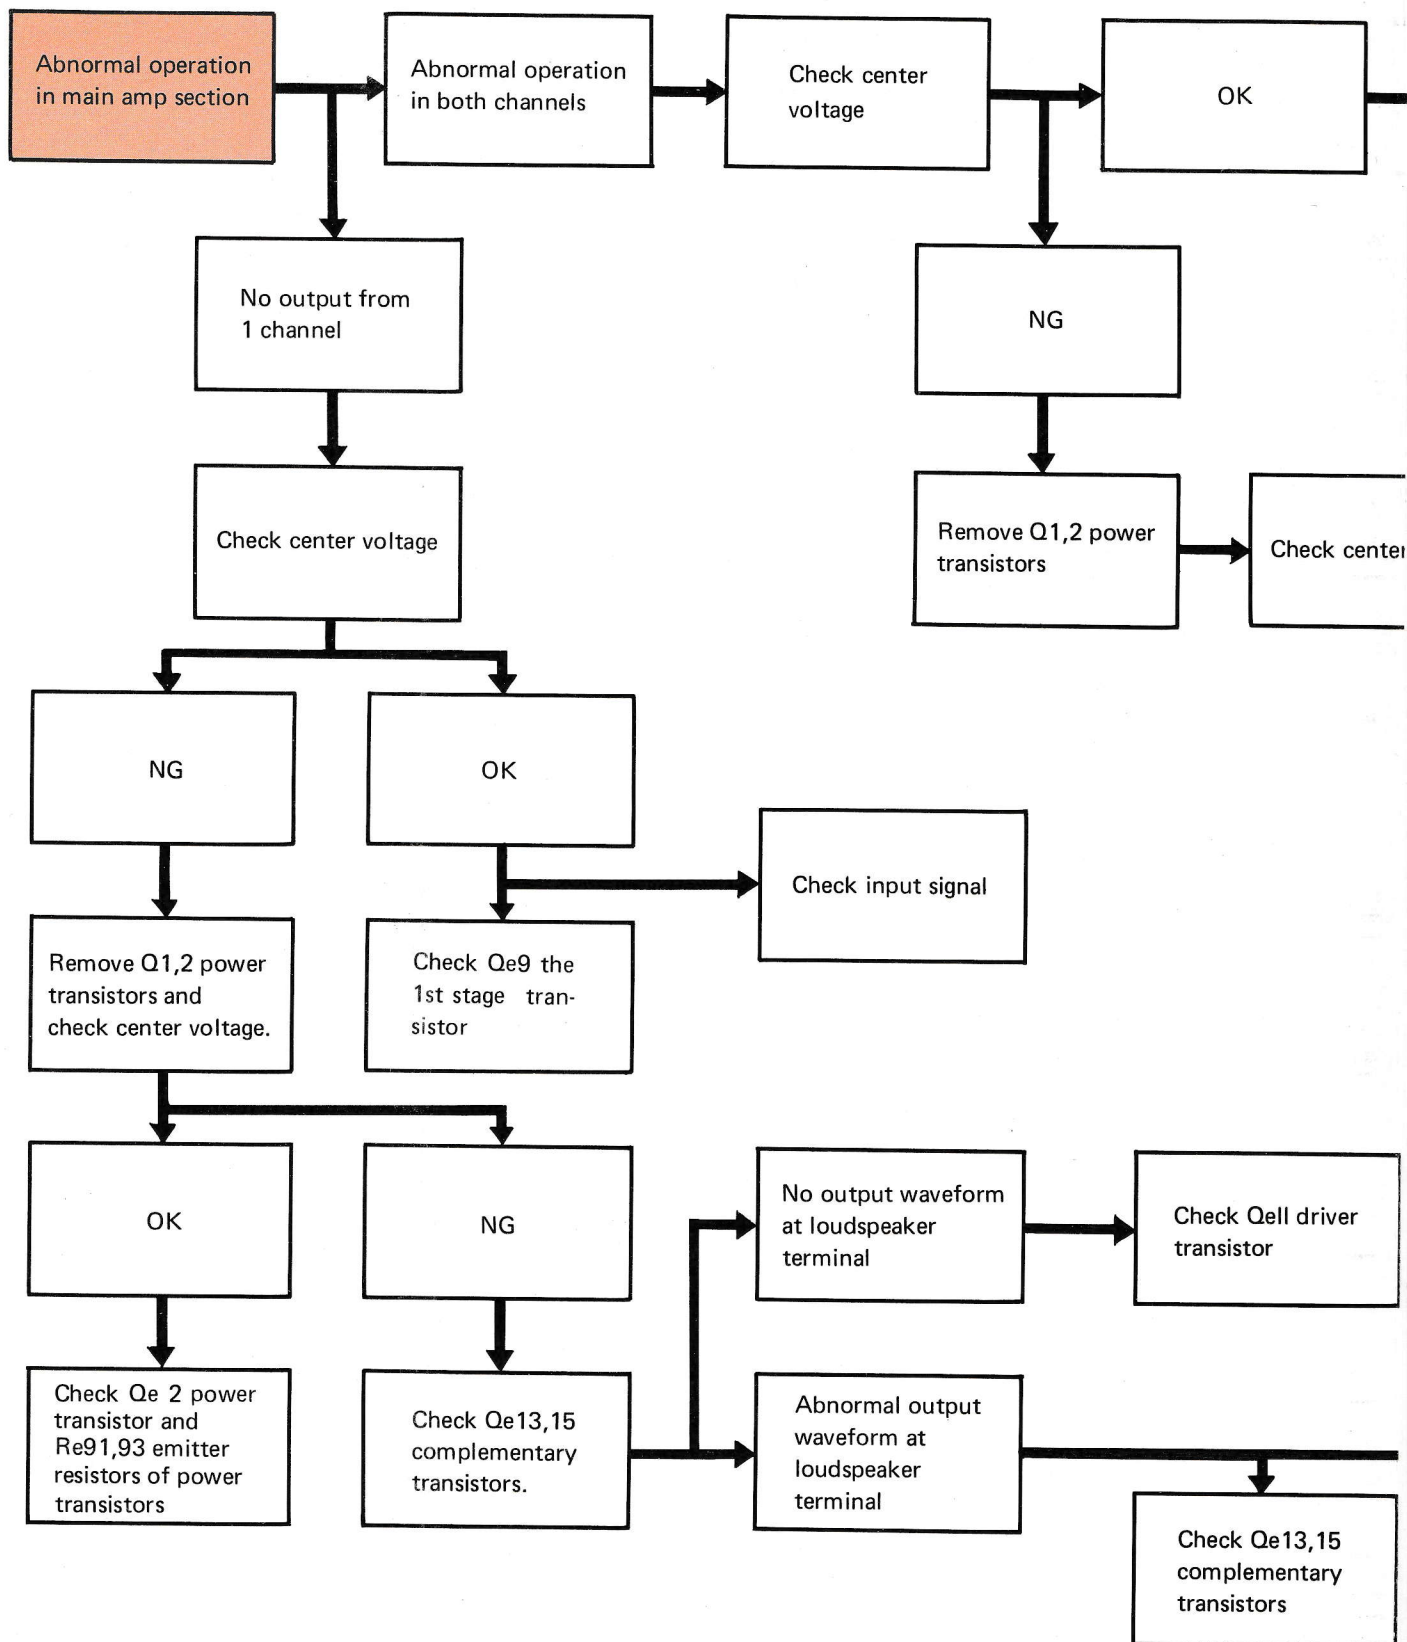 Abnormal operation
in main amp section
Abnormal operation
in both channels
Check center
voltage
OK
No output from
1 channel
NG
Check center voltage
Remove Q1,2 power
transistors
Check center
NG
OK
Check input signal
Remove Q1,2 power
transistors and
check center voltage.
Check Qe9 the
1st stage tran-
sistor
OK
NG
No output waveform
at loudspeaker
terminal
Check Qell driver
transistor
Check Qe 2 power
transistor and
Re91,93 emitter
resistors of power
transistors
Check Qe13,15
complementary
transistors.
Abnormal output
waveform at
loudspeaker
terminal
Check Qe13,15
complementary
transistors